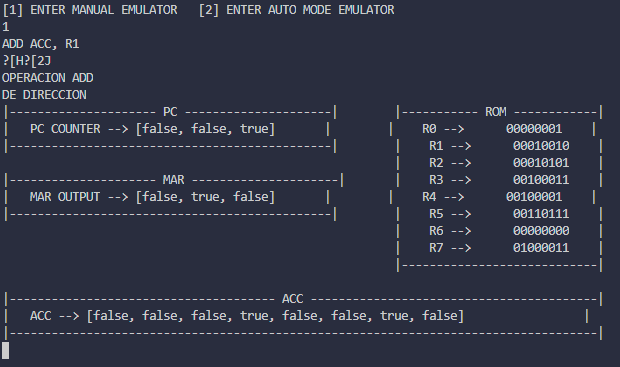 [1] ENTER MANUAL EMULATOR   [2] ENTER AUTO MODE EMULATOR
1
ADD ACC, R1
?[H?[2J
OPERACION ADD
DE DIRECCION
|--------------------- PC ---------------------|        |----------- ROM ------------|
|   PC COUNTER --> [false, false, true]       |        |    R0 -->      00000001    |
|----------------------------------------------|        |    R1 -->      00010010    |
                                                        |    R2 -->      00010101    |
|--------------------- MAR ---------------------|       |    R3 -->      00100011    |
|   MAR OUTPUT --> [false, true, false]       |        |    R4 -->      00100001    |
|----------------------------------------------|        |    R5 -->      00110111    |
                                                        |    R6 -->      00000000    |
                                                        |    R7 -->      01000011    |
                                                        |----------------------------|
|-------------------------------------- ACC -----------------------------------------|
|   ACC --> [false, false, false, true, false, false, true, false]                 |
|------------------------------------------------------------------------------------|